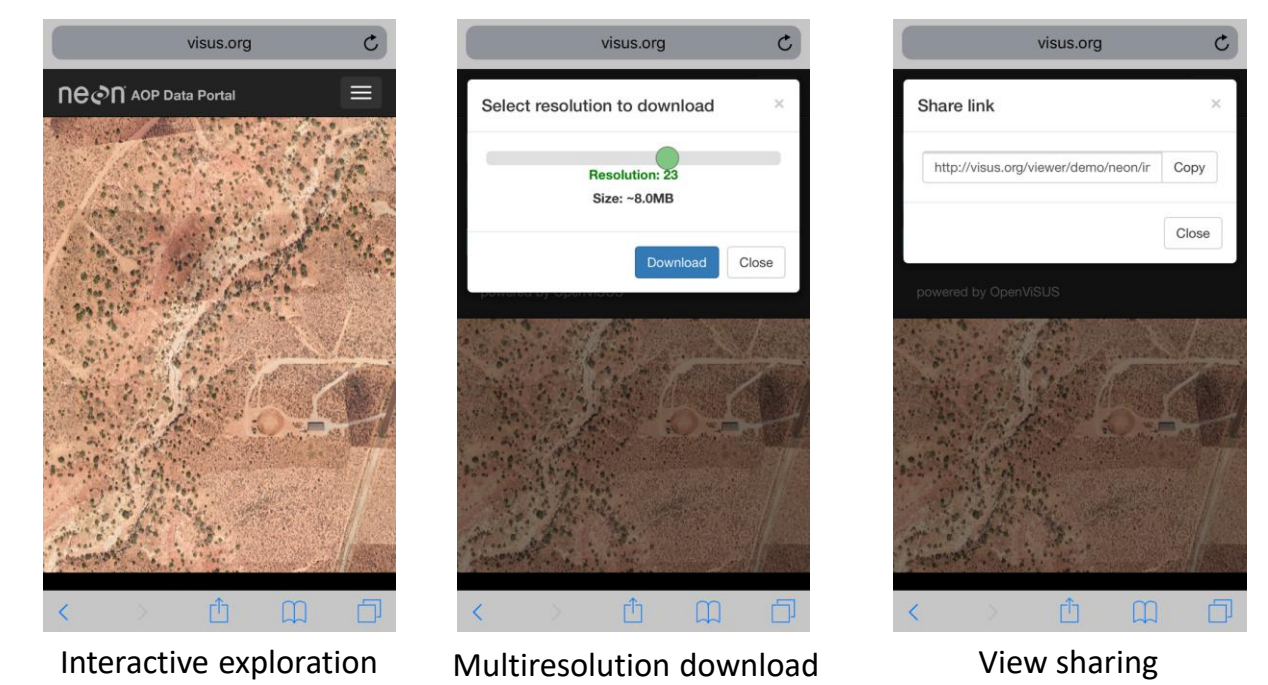 visus.org
neon AOP Data Portal
Interactive exploration
visus.org
Select resolution to download ×
Resolution: 23
Size: ~8.0MB
Download Close
powered by OpenViSUS
Multiresolution download
visus.org
Share link ×
http://visus.org/viewer/demo/neon/ir Copy
Close
powered by OpenViSUS
View sharing